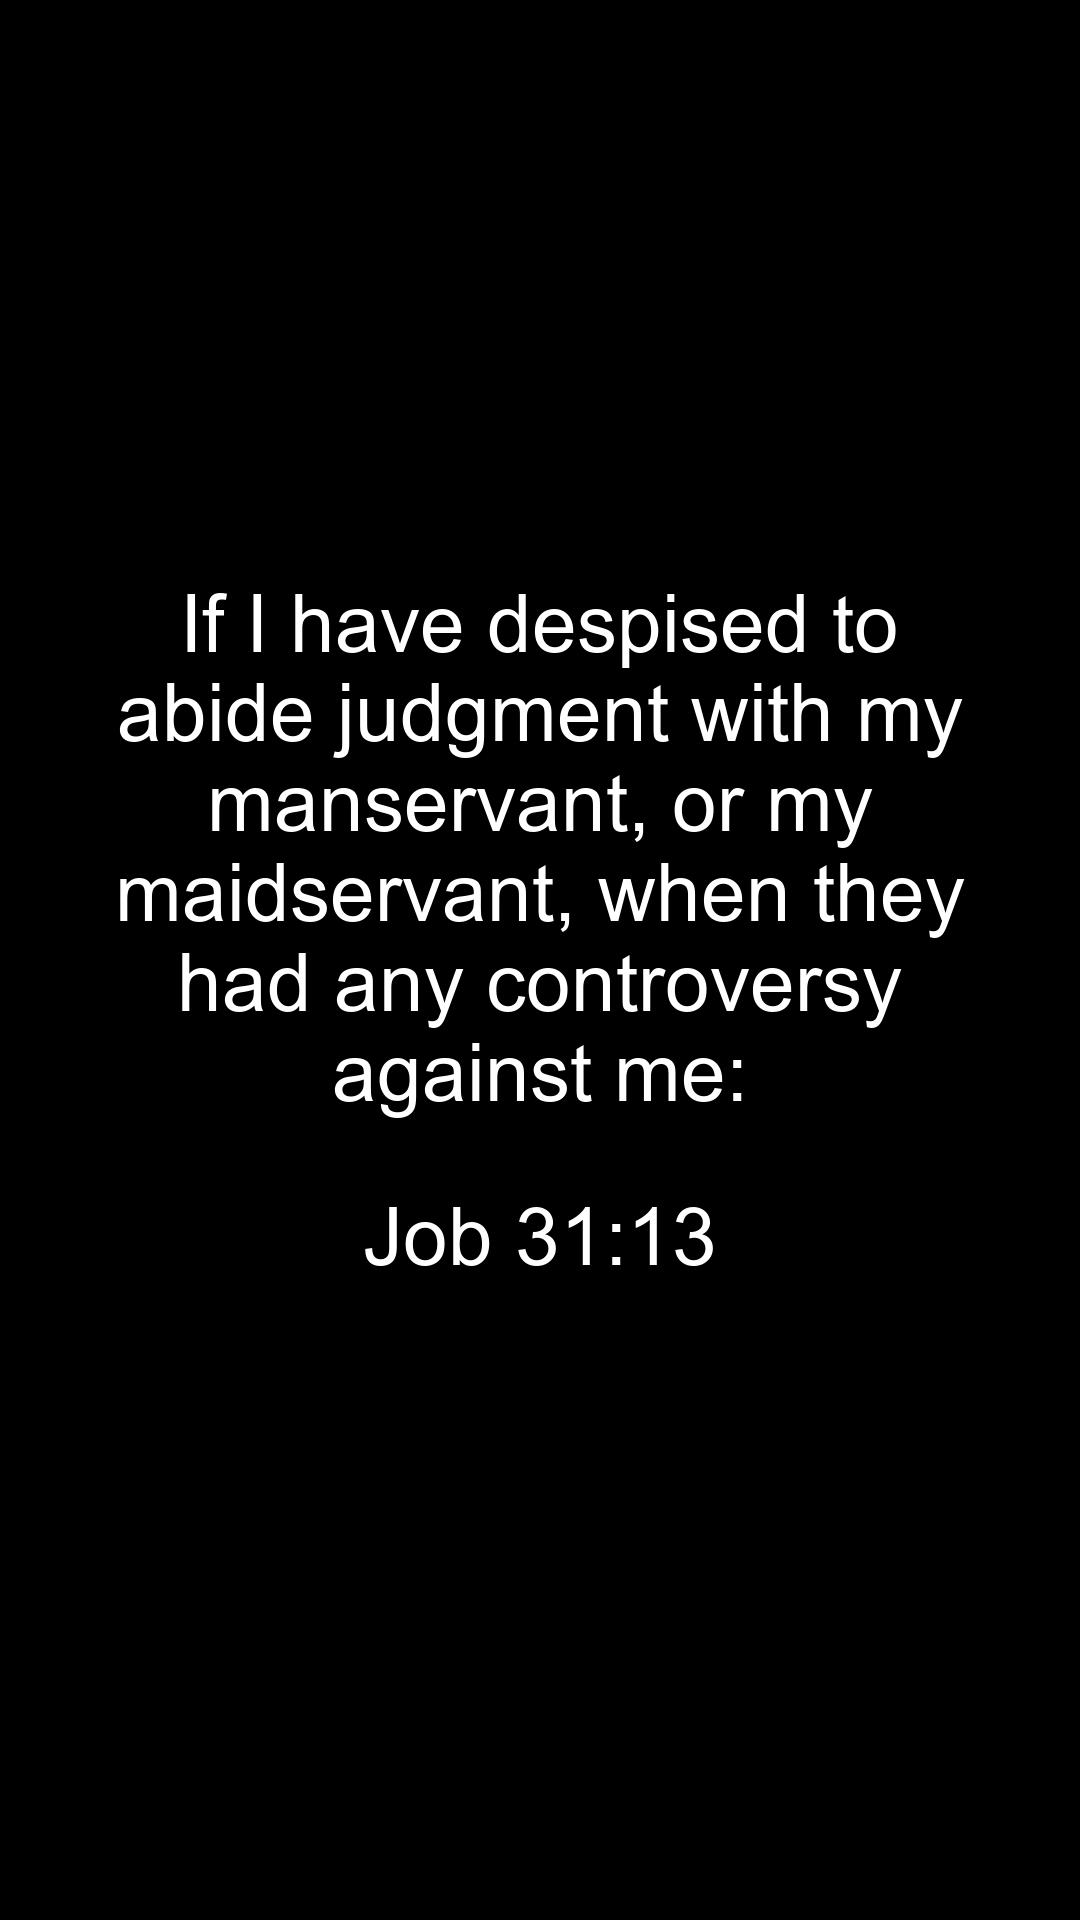 If I have despised to
abide judgment with my
manservant, or my
maidservant, when they
had any controversy
against me:
Job 31:13